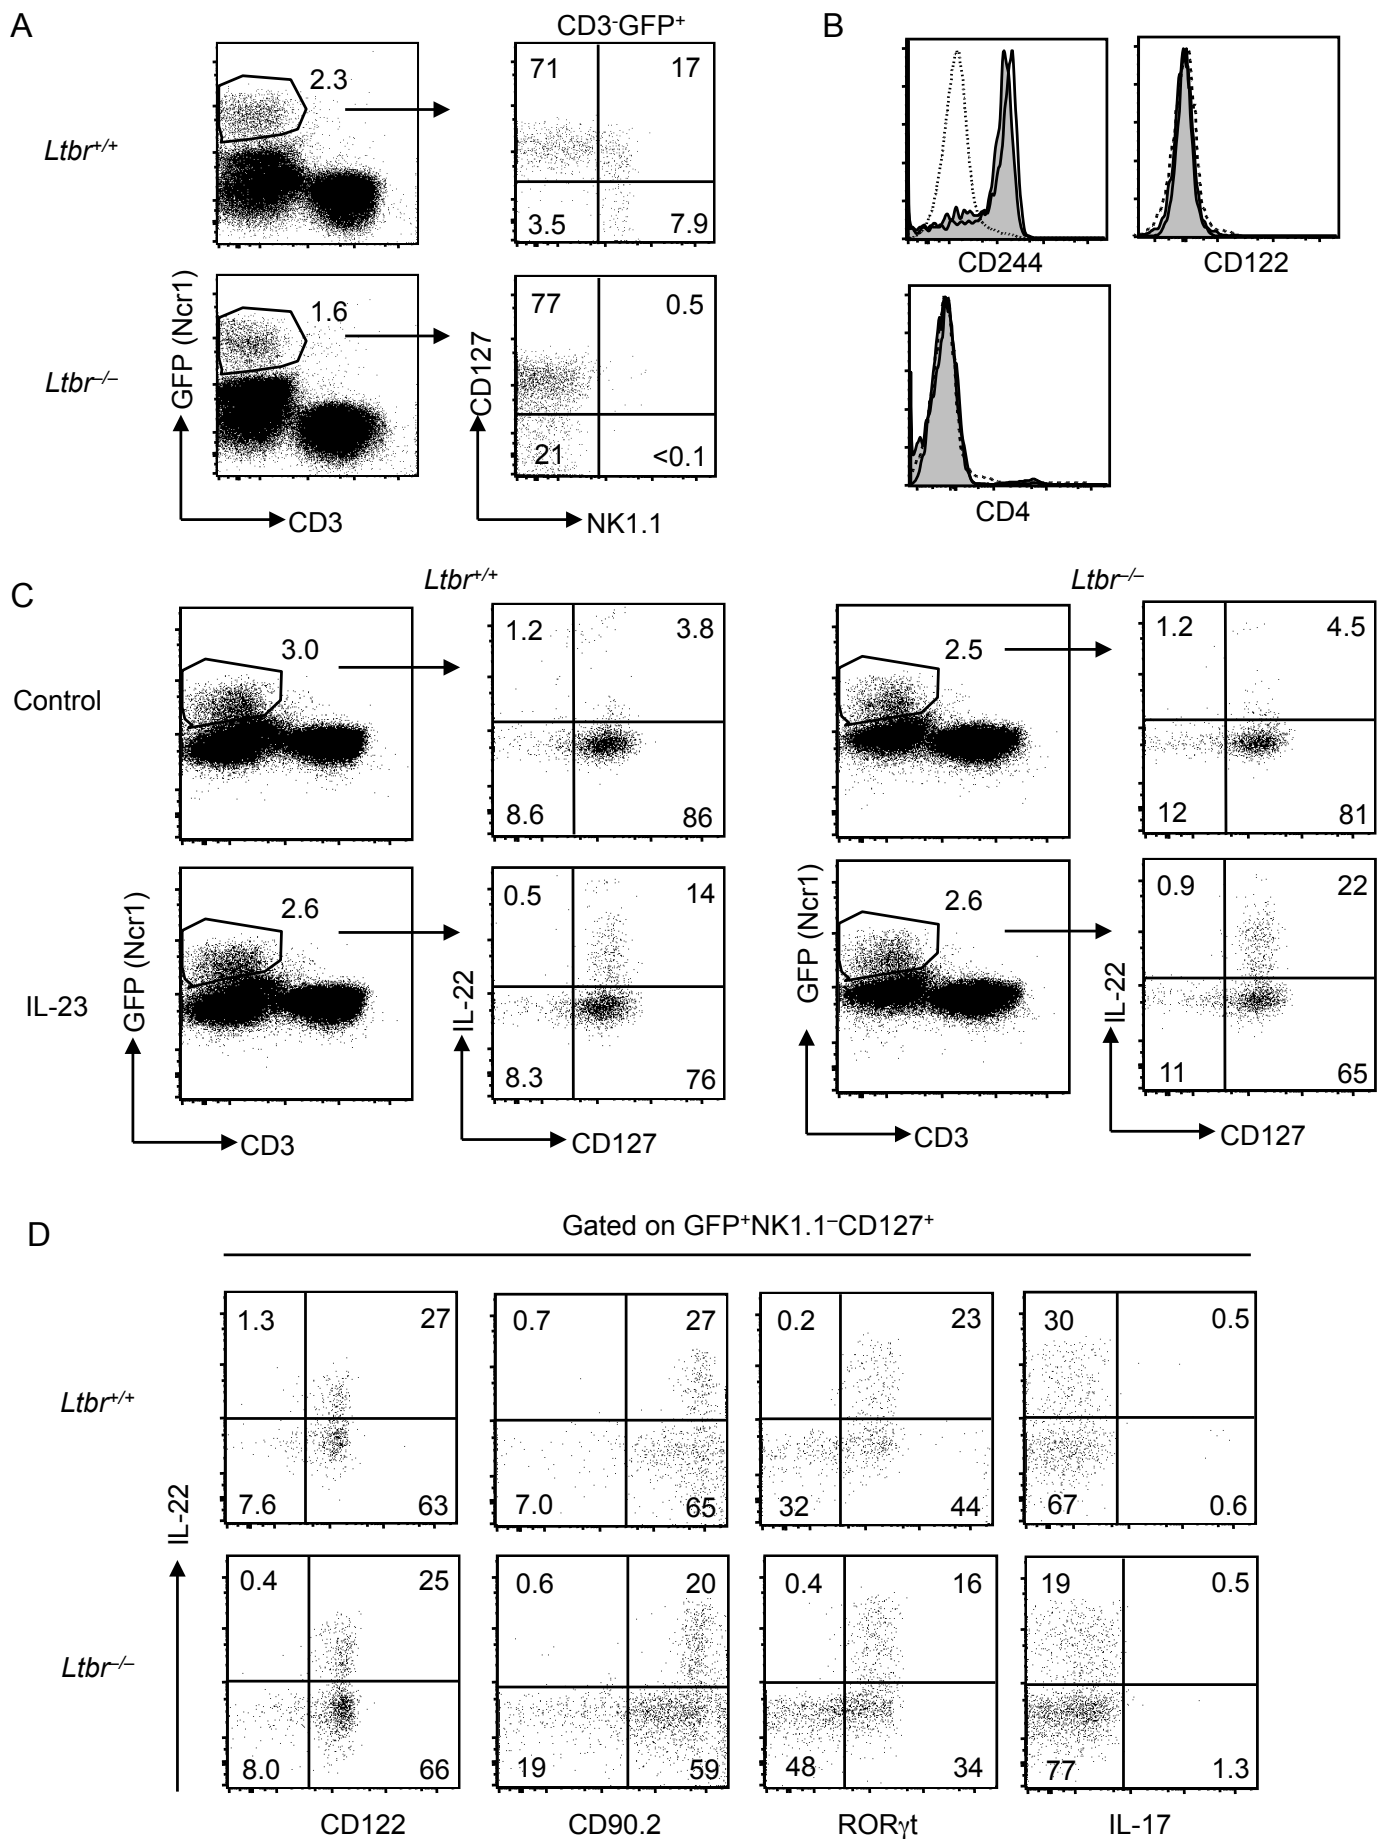 A
B
CD3⁻GFP⁺
Ltbr⁺/⁺
2.3
71
17
3.5
7.9
Ltbr⁻/⁻
1.6
77
0.5
21
<0.1
GFP (Ncr1)
CD3
CD127
NK1.1
CD244
CD122
CD4
C
Ltbr⁺/⁺
Ltbr⁻/⁻
Control
3.0
1.2
3.8
8.6
86
2.5
1.2
4.5
12
81
IL-23
2.6
0.5
14
8.3
76
2.6
0.9
22
11
65
GFP (Ncr1)
CD3
IL-22
CD127
GFP (Ncr1)
CD3
IL-22
CD127
D
Gated on GFP⁺NK1.1⁻CD127⁺
Ltbr⁺/⁺
1.3
27
7.6
63
0.7
27
7.0
65
0.2
23
32
44
30
0.5
67
0.6
IL-22
Ltbr⁻/⁻
0.4
25
8.0
66
0.6
20
19
59
0.4
16
48
34
19
0.5
77
1.3
CD122
CD90.2
RORγt
IL-17